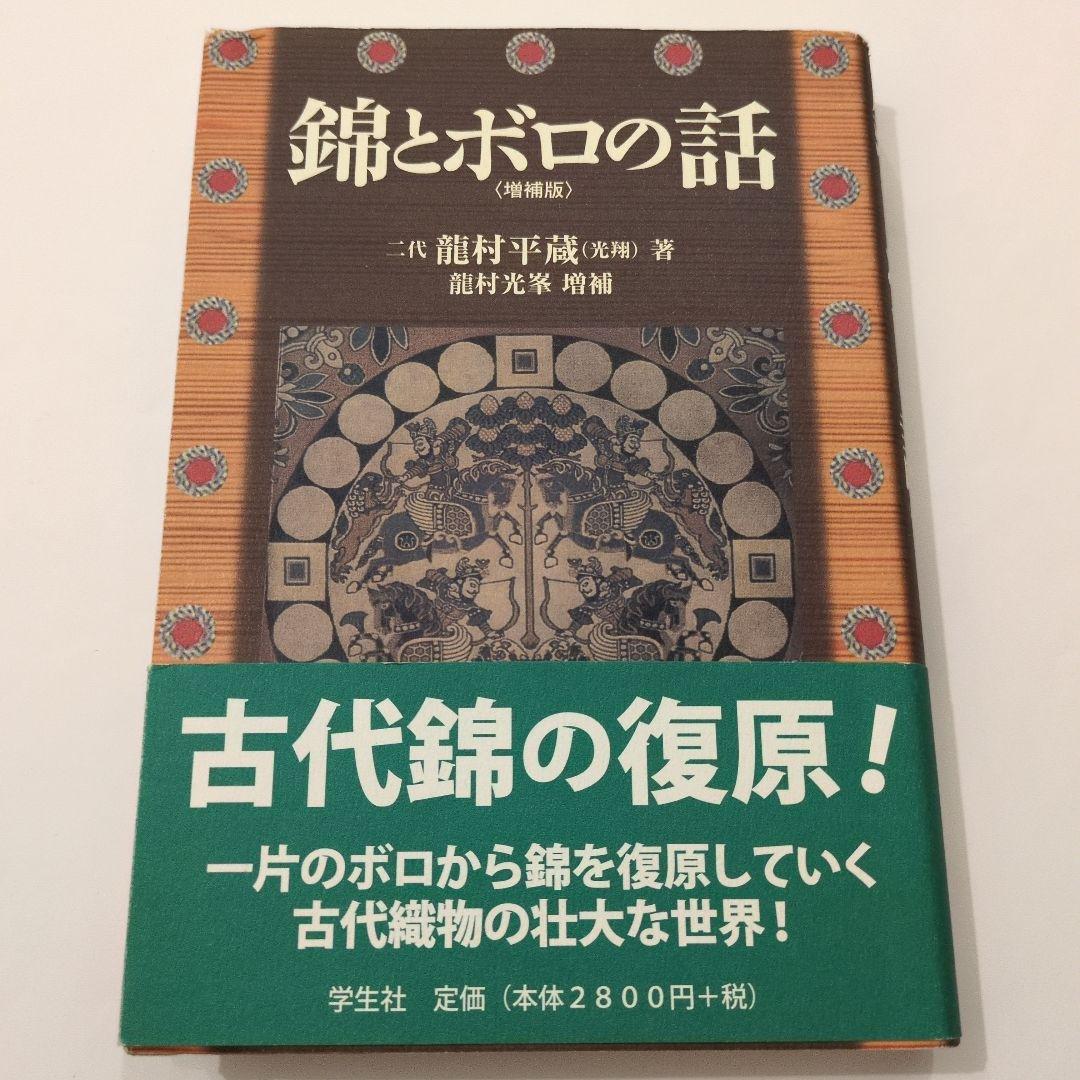 錦とボロの話
〈増補版〉
二代 龍村平蔵(光翔) 著
龍村光峯 増補
古代錦の復原!
一片のボロから錦を復原していく
古代織物の壮大な世界!
学生社 定価(本体2800円+税)